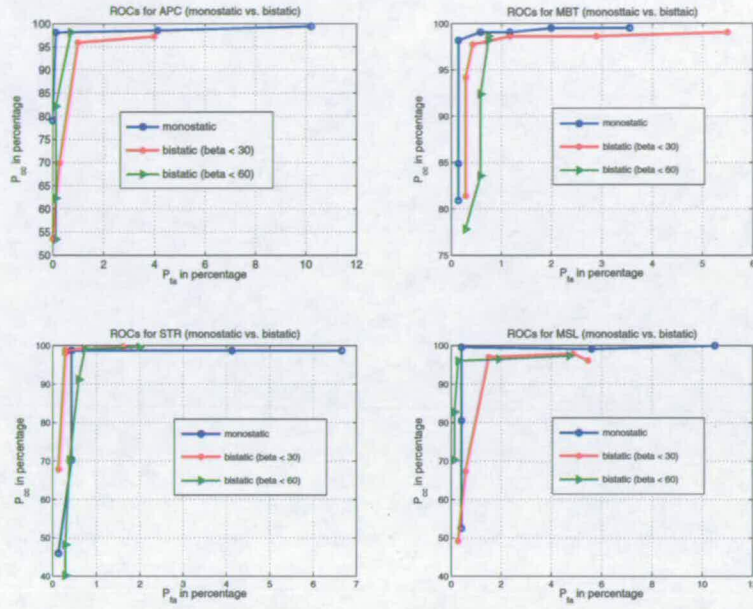 ROCs for APC (monostatic vs. bistatic)
100
95
90
85
80
75
70
65
60
55
50
P_cc in percentage
monostatic
bistatic (beta < 30)
bistatic (beta < 60)
0 2 4 6 8 10 12
P_fa in percentage
ROCs for MBT (monosttaic vs. bisttaic)
100
95
90
85
80
75
P_cc in percentage
monostatic
bistatic (beta < 30)
bistatic (beta < 60)
0 1 2 3 4 5 6
P_fa in percentage
ROCs for STR (monostatic vs. bistatic)
100
90
80
70
60
50
40
P_cc in percentage
monostatic
bistatic (beta < 30)
bistatic (beta < 60)
0 1 2 3 4 5 6 7
P_fa in percentage
ROCs for MSL (monostatic vs. bistatic)
100
90
80
70
60
50
40
P_cc in percentage
monostatic
bistatic (beta < 30)
bistatic (beta < 60)
0 2 4 6 8 10
P_fa in percentage